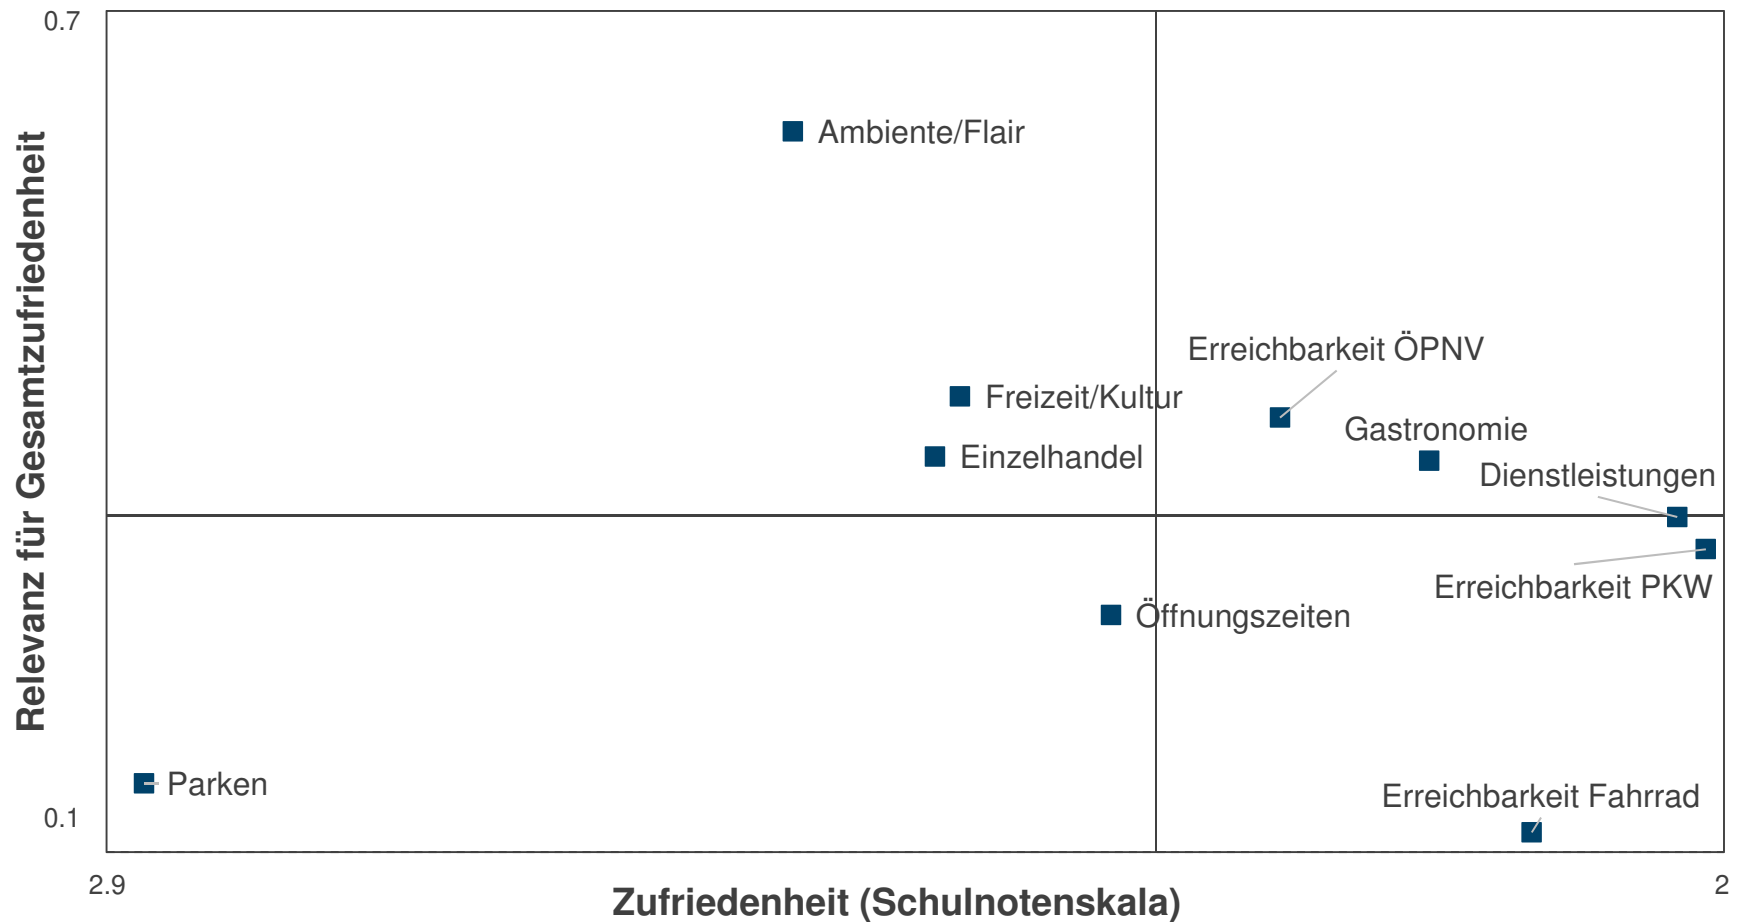 0.7
Relevanz für Gesamtzufriedenheit
Ambiente/Flair
Erreichbarkeit ÖPNV
Freizeit/Kultur
Gastronomie
Einzelhandel
Dienstleistungen
Erreichbarkeit PKW
Öffnungszeiten
Parken
Erreichbarkeit Fahrrad
0.1
2.9
Zufriedenheit (Schulnotenskala)
2